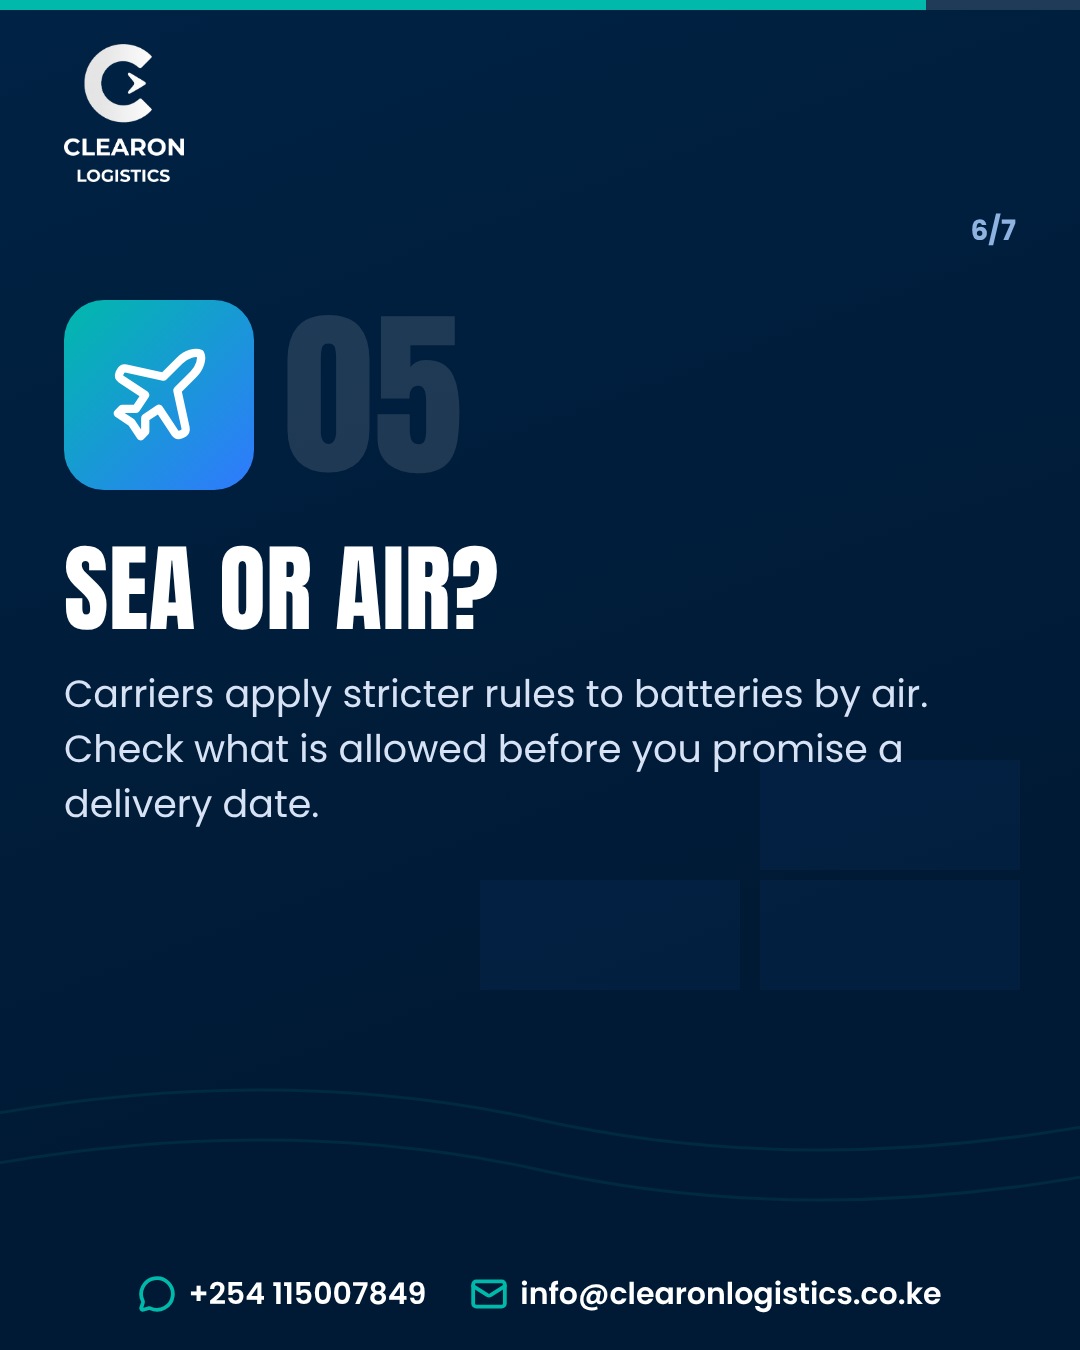 CLEARON
LOGISTICS
6/7
05
SEA OR AIR?
Carriers apply stricter rules to batteries by air.
Check what is allowed before you promise a
delivery date.
+254 115007849
info@clearonlogistics.co.ke